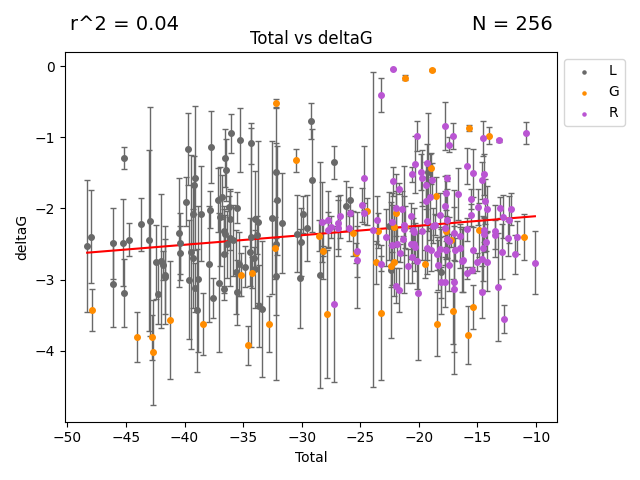 r^2 = 0.04 N = 256
Total vs deltaG
L
G
R
0
−1
−2
−3
−4
deltaG
−50 −45 −40 −35 −30 −25 −20 −15 −10
Total